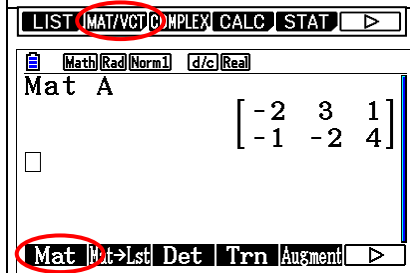 LIST MAT/VCT COMPLEX CALC STAT ▷
Math Rad Norm1 d/c Real
Mat A
[-2 3 1]
[-1 -2 4]
Mat Mat→Lst Det Trn Augment ▷